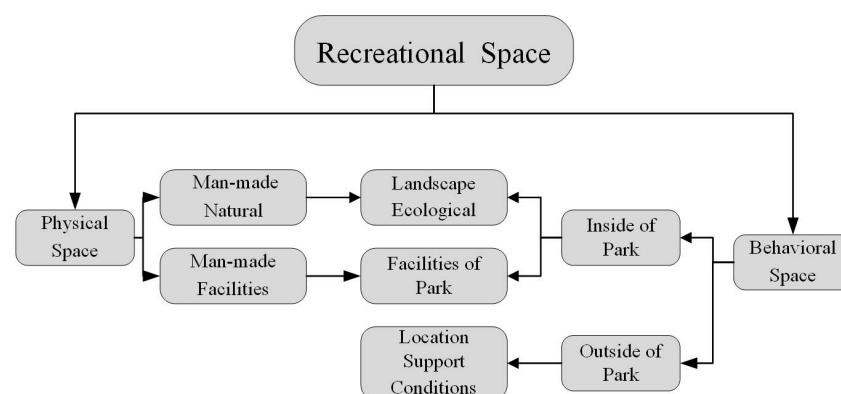 Recreational Space
Man-made
Natural
Landscape
Ecological
Physical
Space
Inside of
Park
Behavioral
Space
Man-made
Facilities
Facilities of
Park
Location
Support
Conditions
Outside of
Park